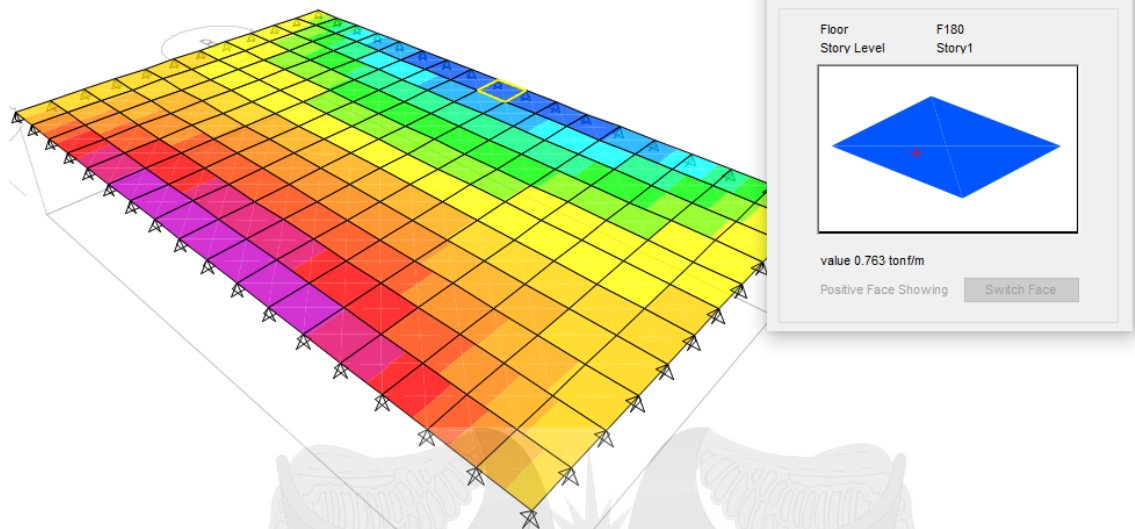 Floor F180
Story Level Story1
value 0.763 tonf/m
Positive Face Showing Switch Face